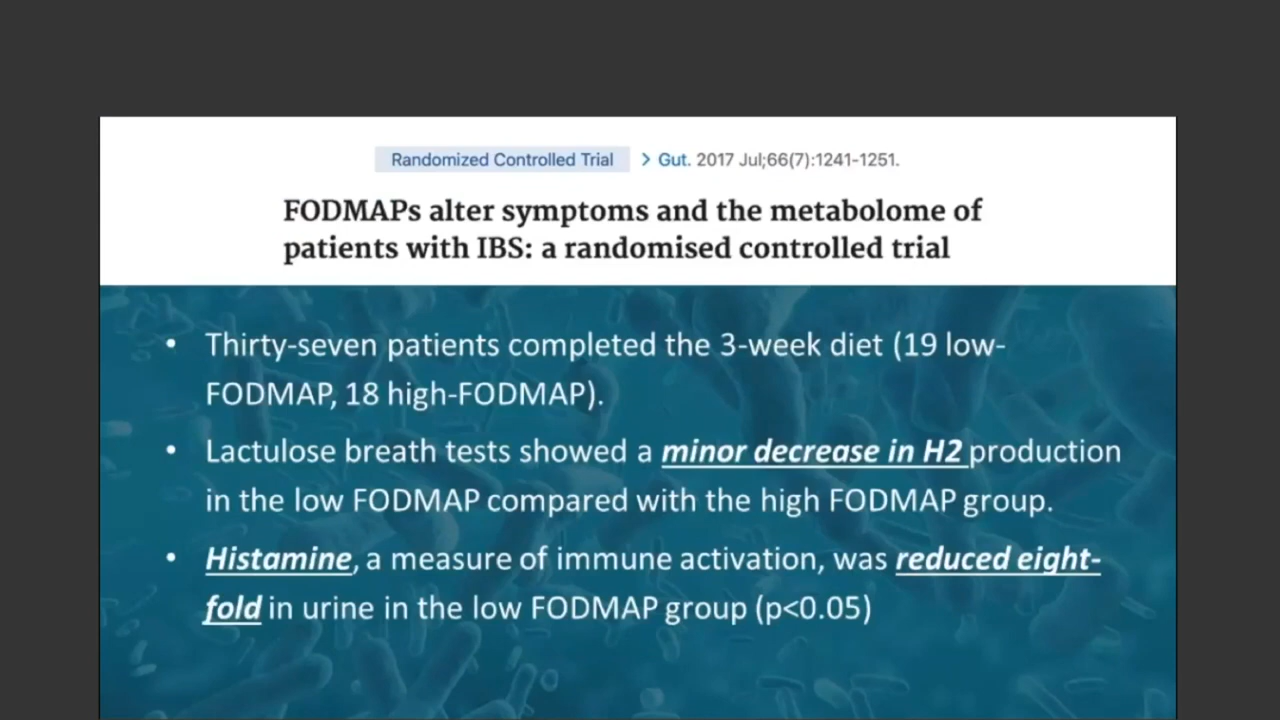 Randomized Controlled Trial > Gut. 2017 Jul;66(7):1241-1251.
FODMAPs alter symptoms and the metabolome of
patients with IBS: a randomised controlled trial
• Thirty-seven patients completed the 3-week diet (19 low-
FODMAP, 18 high-FODMAP).
• Lactulose breath tests showed a minor decrease in H2 production
in the low FODMAP compared with the high FODMAP group.
• Histamine, a measure of immune activation, was reduced eight-
fold in urine in the low FODMAP group (p<0.05)